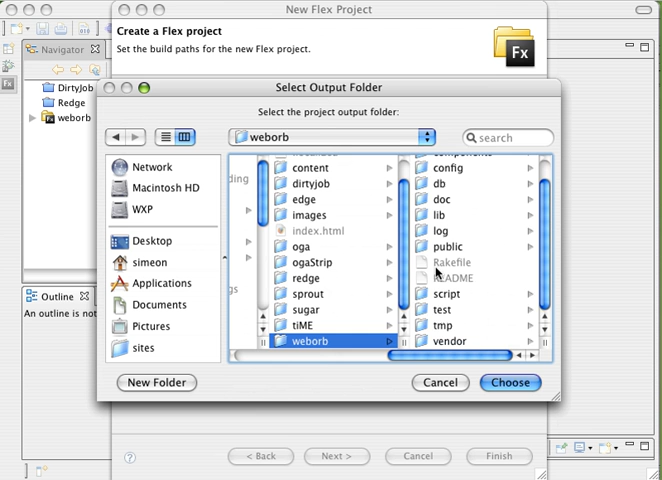 New Flex Project
Create a Flex project
Set the build paths for the new Flex project.
Fx
Navigator
DirtyJob
Redge
weborb
Outline
An outline is not
Select Output Folder
Select the project output folder:
weborb
search
Network
Macintosh HD
WXP
Desktop
simeon
Applications
Documents
Pictures
sites
ding
gs
content
dirtyjob
edge
images
index.html
oga
ogaStrip
redge
sprout
sugar
tiME
weborb
config
db
doc
lib
log
public
Rakefile
README
script
test
tmp
vendor
New Folder
Cancel
Choose
< Back
Next >
Cancel
Finish